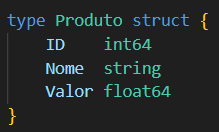 type Produto struct {
    ID    int64
    Nome  string
    Valor float64
}